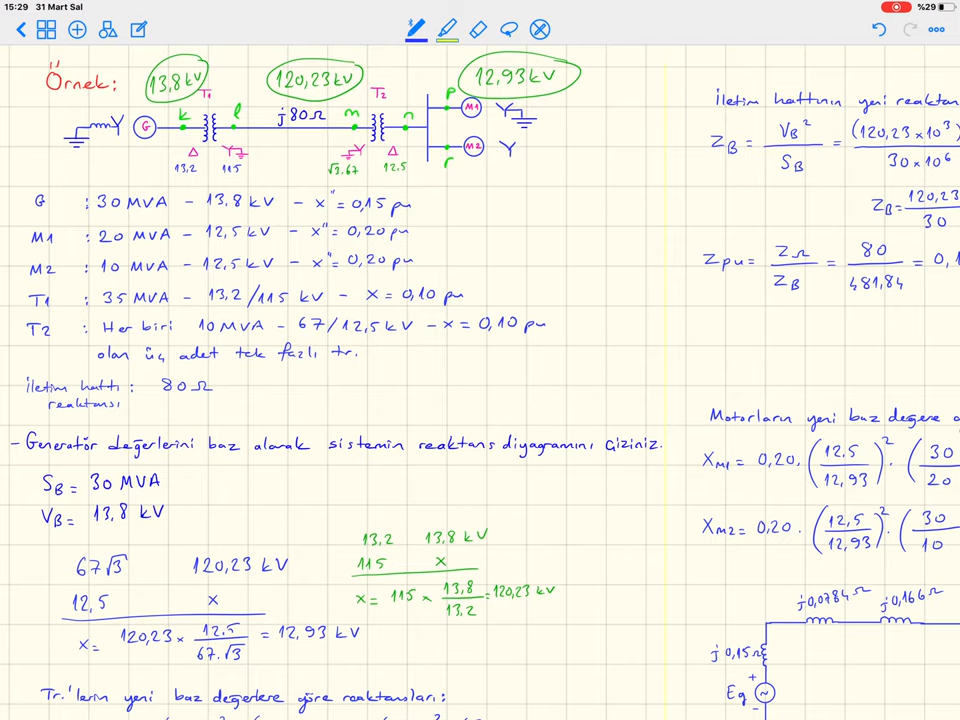 15:29 31 Mart Sal
%29
Örnek:
13,8 kV
120,23 kV
12,93 kV
T1
T2
k
l
j80Ω
m
n
p
r
G
M1
M2
Y
Y
Y
Y
Y
Δ
Δ
13,2
115
√3.67
12.5
G : 30 MVA - 13.8 kV - x'' = 0,15 pu
M1 : 20 MVA - 12,5 kV - x'' = 0,20 pu
M2 : 10 MVA - 12,5 kV - x'' = 0,20 pu
T1 : 35 MVA - 13,2/115 kV - x = 0,10 pu
T2 : Her biri 10 MVA - 67/12,5 kV - x = 0,10 pu
olan üç adet tek fazlı tr.
İletim hattı : 80 Ω
reaktansı
- Generatör değerlerini baz alarak sistemin reaktans diyagramını çiziniz.
SB = 30 MVA
VB = 13,8 kV
67√3 120,23 kV
12,5 x
x = 120,23 × 12.5 / 67.√3 = 12,93 kV
13,2 13,8 kV
115 x
x = 115 × 13,8 / 13.2 = 120,23 kV
Tr.'lerin yeni baz değerlere göre reaktansları:
İletim hattının yeni reaktan
ZB = VB² / SB = (120,23 × 10³) / 30 × 10⁶
ZB = 120,23 / 30
Zpu = ZΩ / ZB = 80 / 481,84 = 0,1
Motorların yeni baz değere g
XM1 = 0,20. (12,5 / 12,93)² . (30 / 20
XM2 = 0.20 . (12,5 / 12,93)² . (30 / 10
j0,0784Ω j0,166Ω
j0,15Ω
+
Eg
~
-